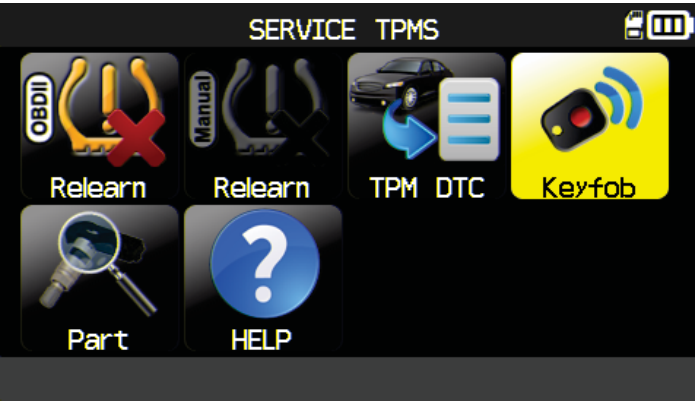 SERVICE TPMS
OBDII
Manual
Relearn
Relearn
TPM DTC
Keyfob
?
Part
HELP